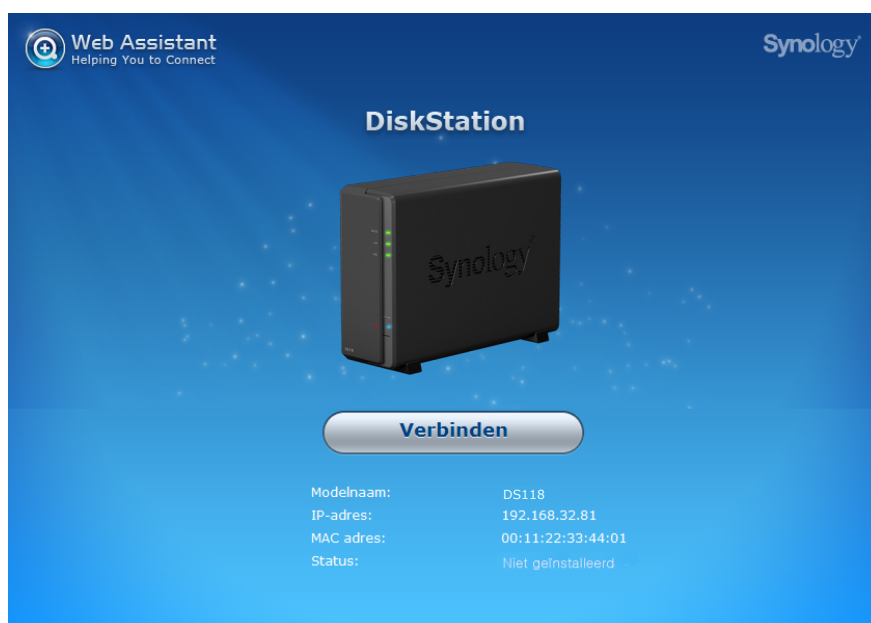 Web Assistant
Helping You to Connect
Synology
DiskStation
Synology
Verbinden
Modelnaam: DS118
IP-adres: 192.168.32.81
MAC adres: 00:11:22:33:44:01
Status: Niet geïnstalleerd